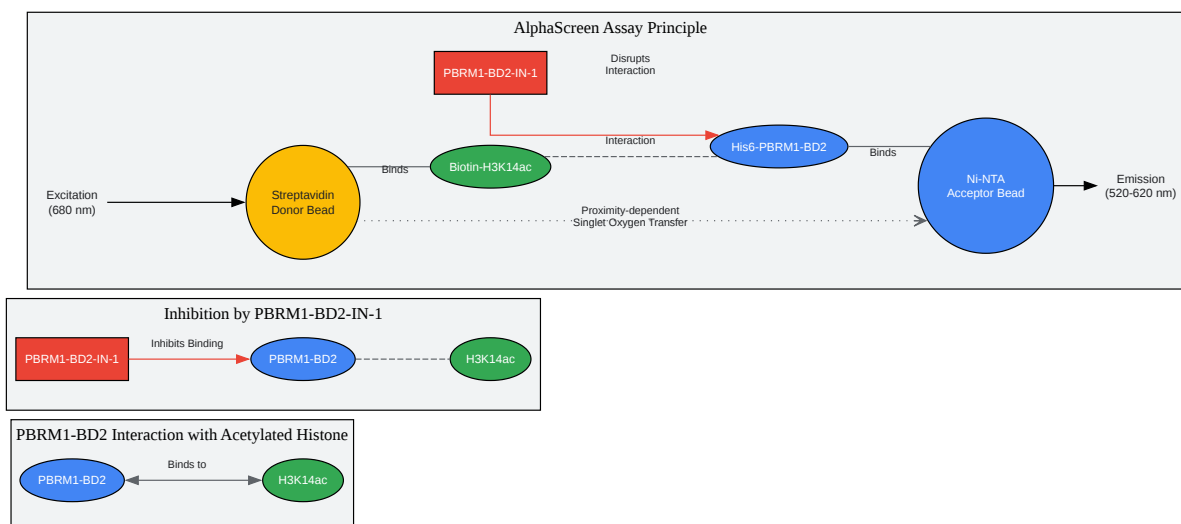 AlphaScreen Assay Principle
PBRM1-BD2-IN-1
Disrupts
Interaction
Interaction
Biotin-H3K14ac
His6-PBRM1-BD2
Binds
Binds
Excitation
(680 nm)
Streptavidin
Donor Bead
Ni-NTA
Acceptor Bead
Emission
(520-620 nm)
Proximity-dependent
Singlet Oxygen Transfer
Inhibition by PBRM1-BD2-IN-1
PBRM1-BD2-IN-1
Inhibits Binding
PBRM1-BD2
H3K14ac
PBRM1-BD2 Interaction with Acetylated Histone
PBRM1-BD2
Binds to
H3K14ac